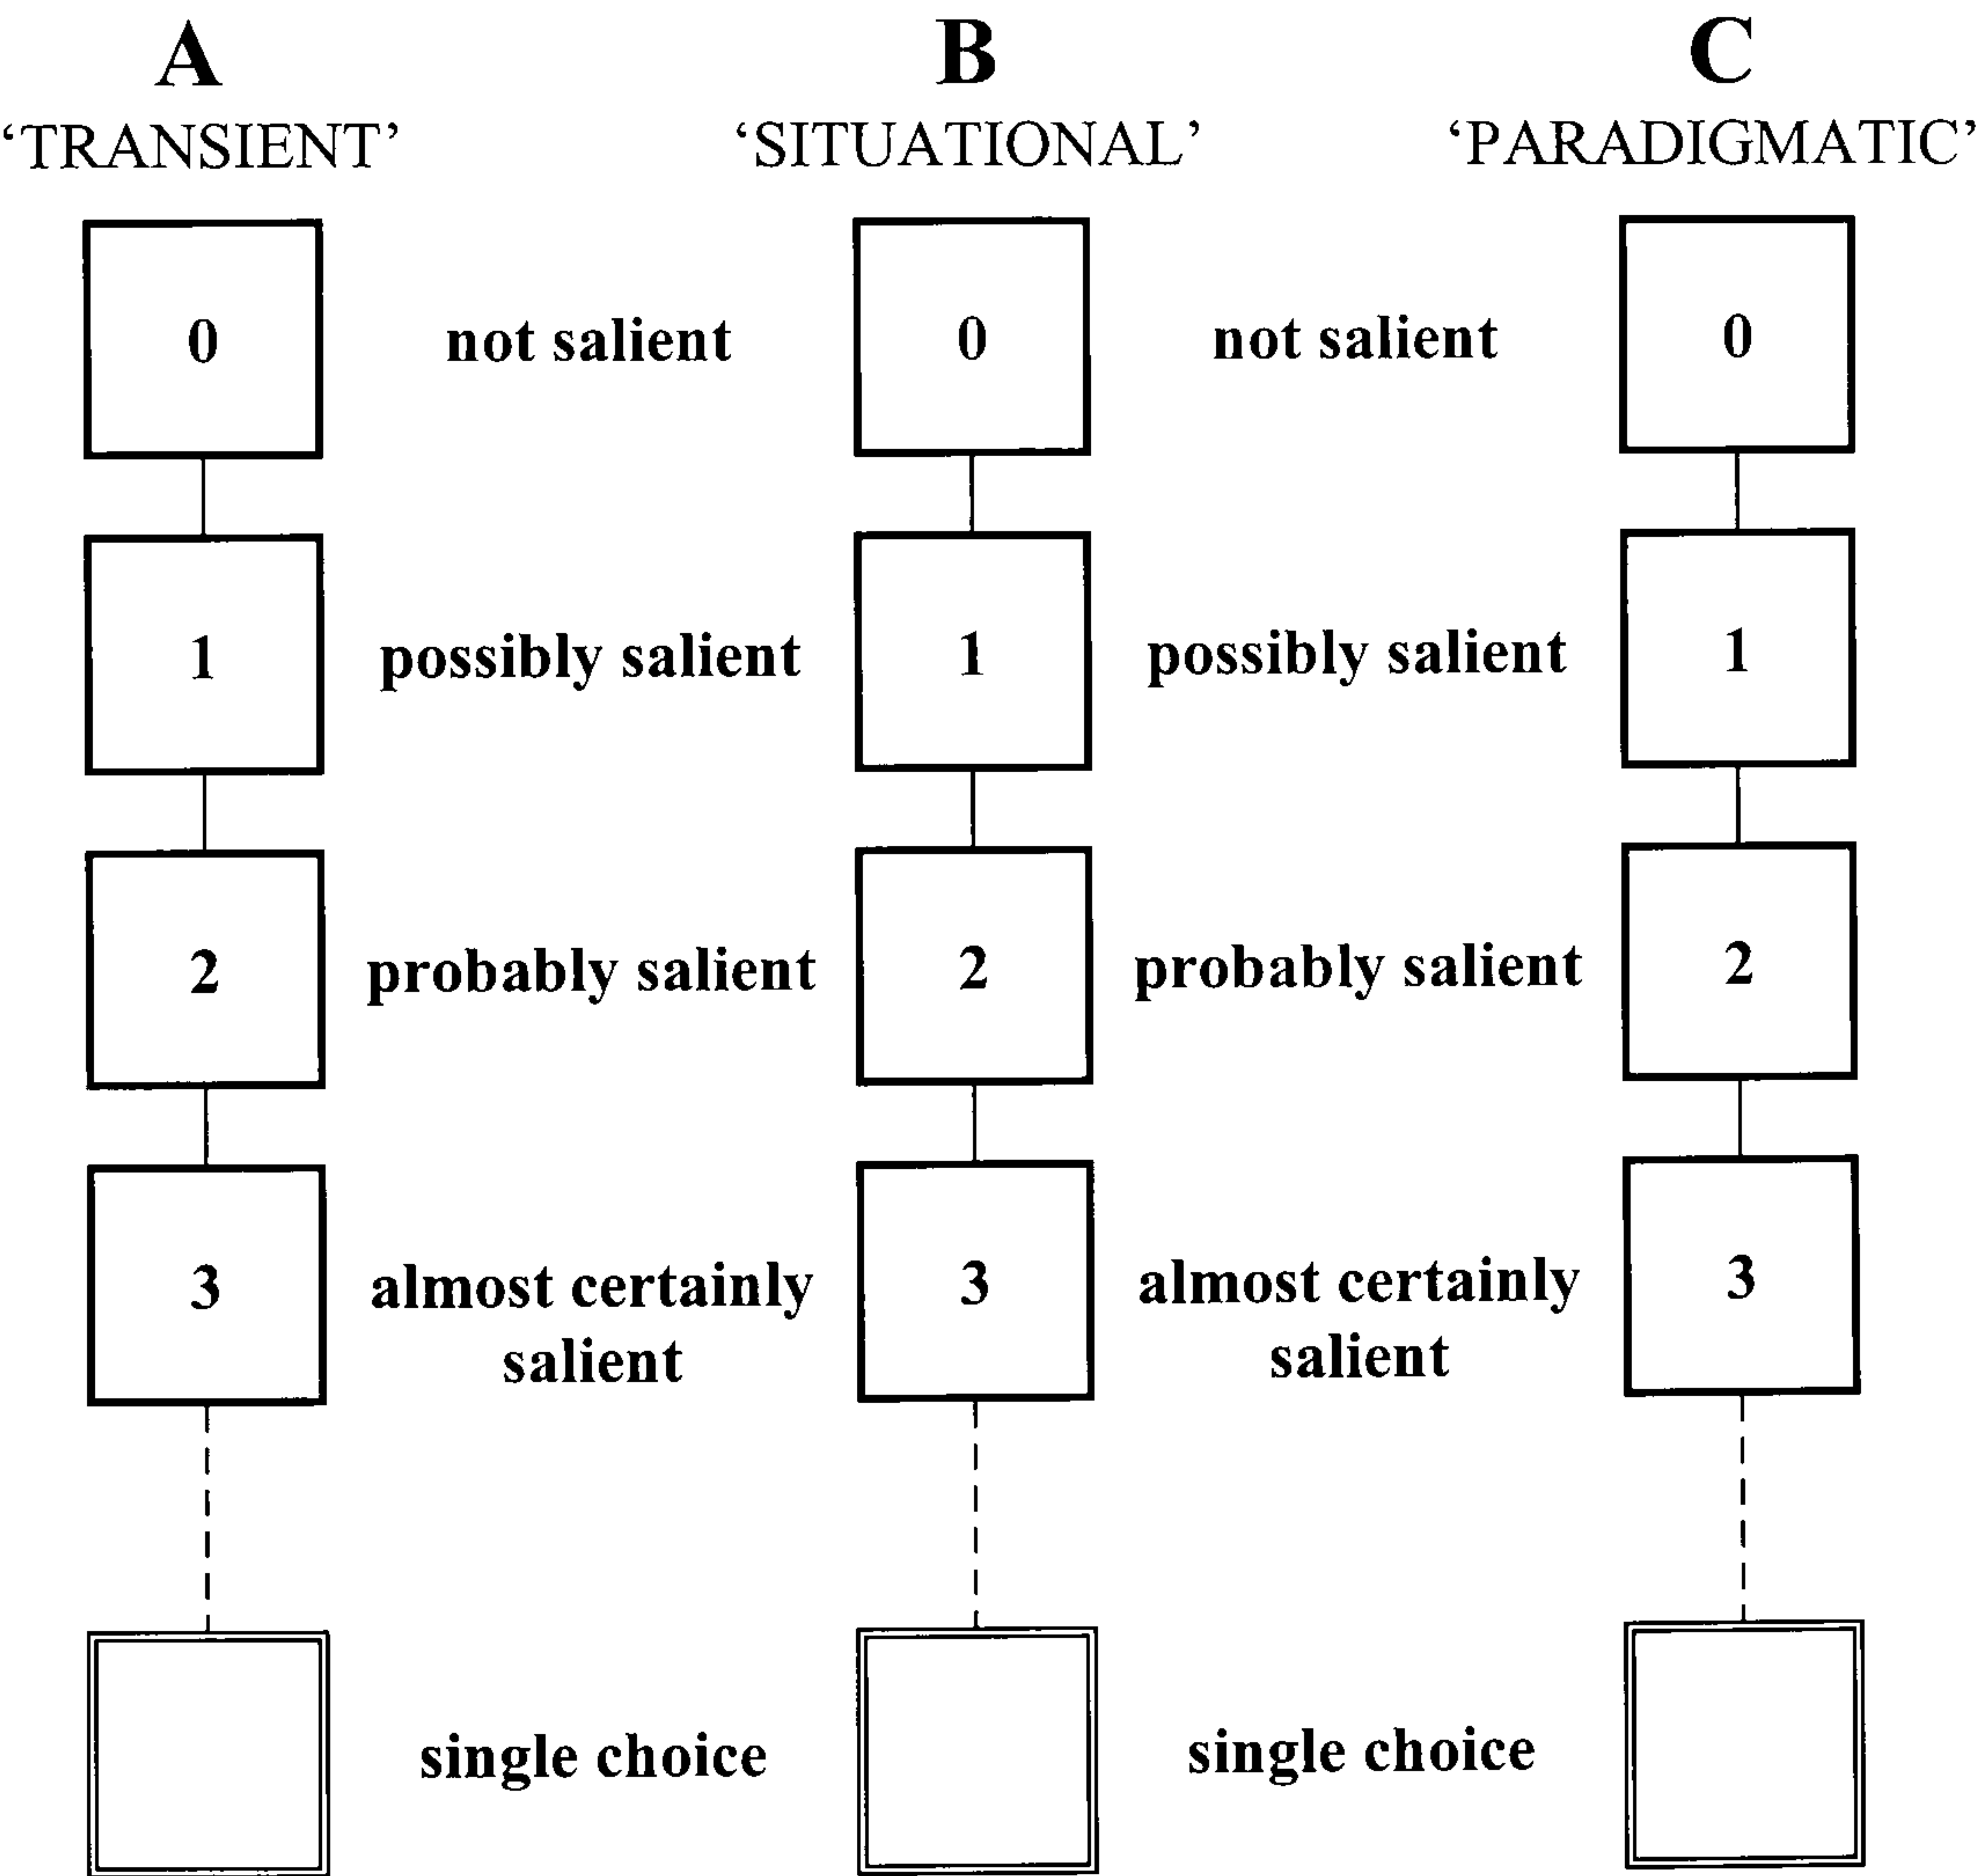 A B C
‘TRANSIENT’ ‘SITUATIONAL’ ‘PARADIGMATIC’
0 not salient 0 not salient 0
1 possibly salient 1 possibly salient 1
2 probably salient 2 probably salient 2
3 almost certainly 3 almost certainly 3
salient salient
single choice single choice